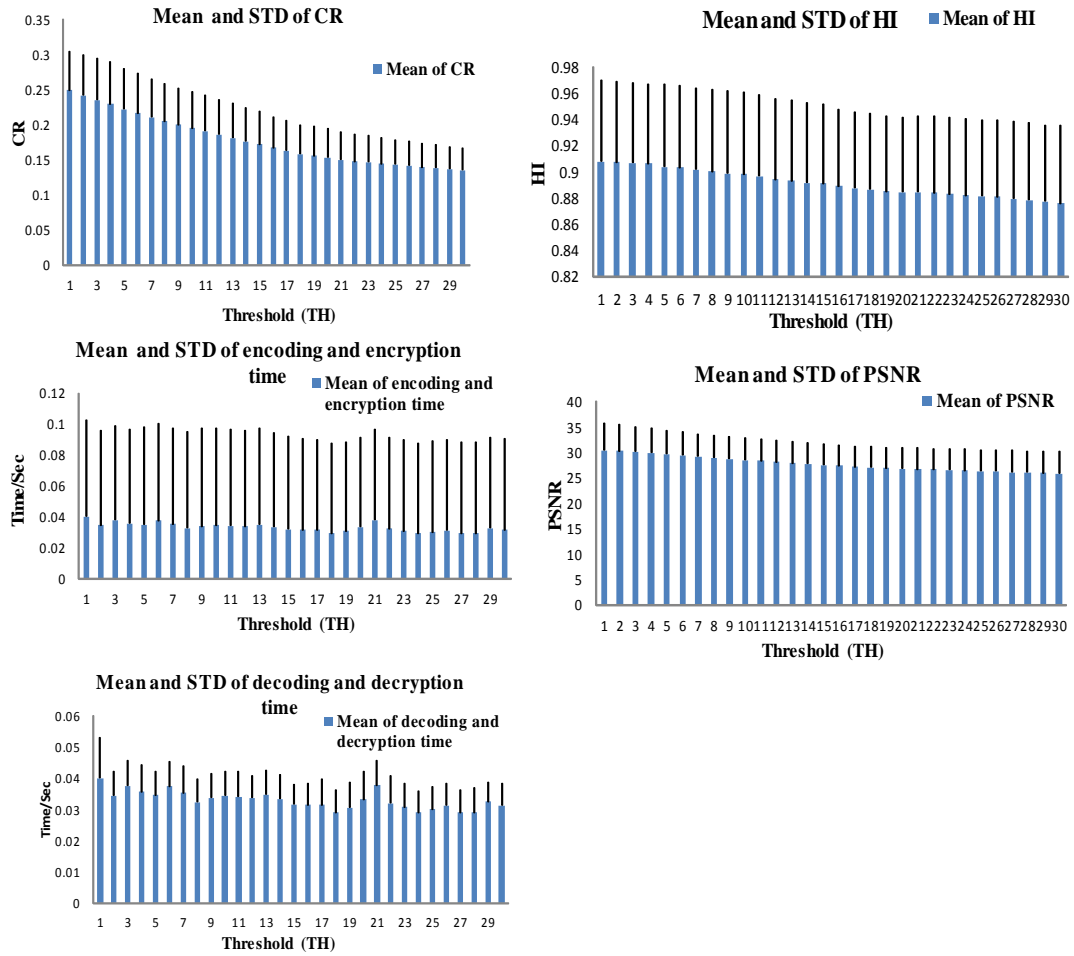 Mean and STD of CR
Mean of CR
0.35
0.3
0.25
0.2
0.15
0.1
0.05
0
CR
1 3 5 7 9 11 13 15 17 19 21 23 25 27 29
Threshold (TH)
Mean and STD of HI
Mean of HI
0.98
0.96
0.94
0.92
0.9
0.88
0.86
0.84
0.82
HI
1 2 3 4 5 6 7 8 9 101112131415161718192021222324252627282930
Threshold (TH)
Mean and STD of encoding and encryption
time
Mean of encoding and
encryption time
0.12
0.1
0.08
0.06
0.04
0.02
0
Time/Sec
1 3 5 7 9 11 13 15 17 19 21 23 25 27 29
Threshold (TH)
Mean and STD of PSNR
Mean of PSNR
40
35
30
25
20
15
10
5
0
PSNR
1 2 3 4 5 6 7 8 9 101112131415161718192021222324252627282930
Threshold (TH)
Mean and STD of decoding and decryption
time
Mean of decoding and
decryption time
0.06
0.05
0.04
0.03
0.02
0.01
0
Time/Sec
1 3 5 7 9 11 13 15 17 19 21 23 25 27 29
Threshold (TH)